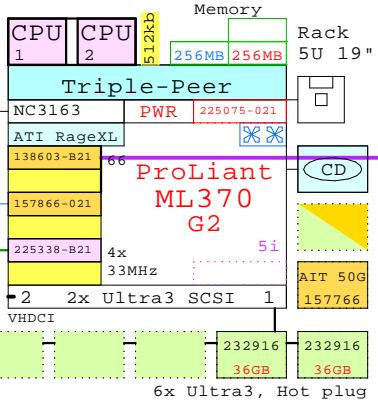 Memory
CPU
1
CPU
2
512kb
256MB
256MB
Rack
5U 19"
Triple-Peer
NC3163
PWR
225075-021
ATI RageXL
138603-B21
66
ProLiant
ML370
G2
CD
157866-021
225338-B21
4x
33MHz
5i
AIT 50G
157766
2
2x Ultra3 SCSI
1
VHDCI
232916
36GB
232916
36GB
6x Ultra3, Hot plug